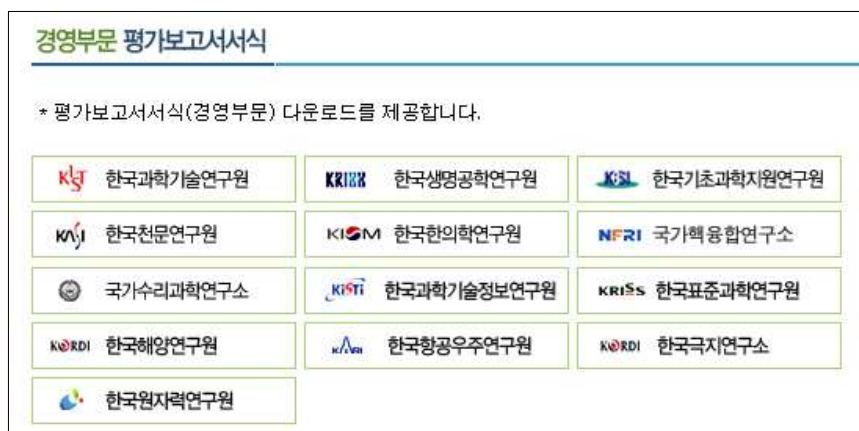 경영부문 평가보고서서식
* 평가보고서서식(경영부문) 다운로드를 제공합니다.
KIST 한국과학기술연구원 한국생명공학연구원 KBSI 한국기초과학지원연구원
KASI 한국천문연구원 KIOM 한국한의학연구원 NFRI 국가핵융합연구소
국가수리과학연구소 KiSTi 한국과학기술정보연구원 KRISS 한국표준과학연구원
KORDI 한국해양연구원 KARI 한국항공우주연구원 KORDI 한국극지연구소
한국원자력연구원